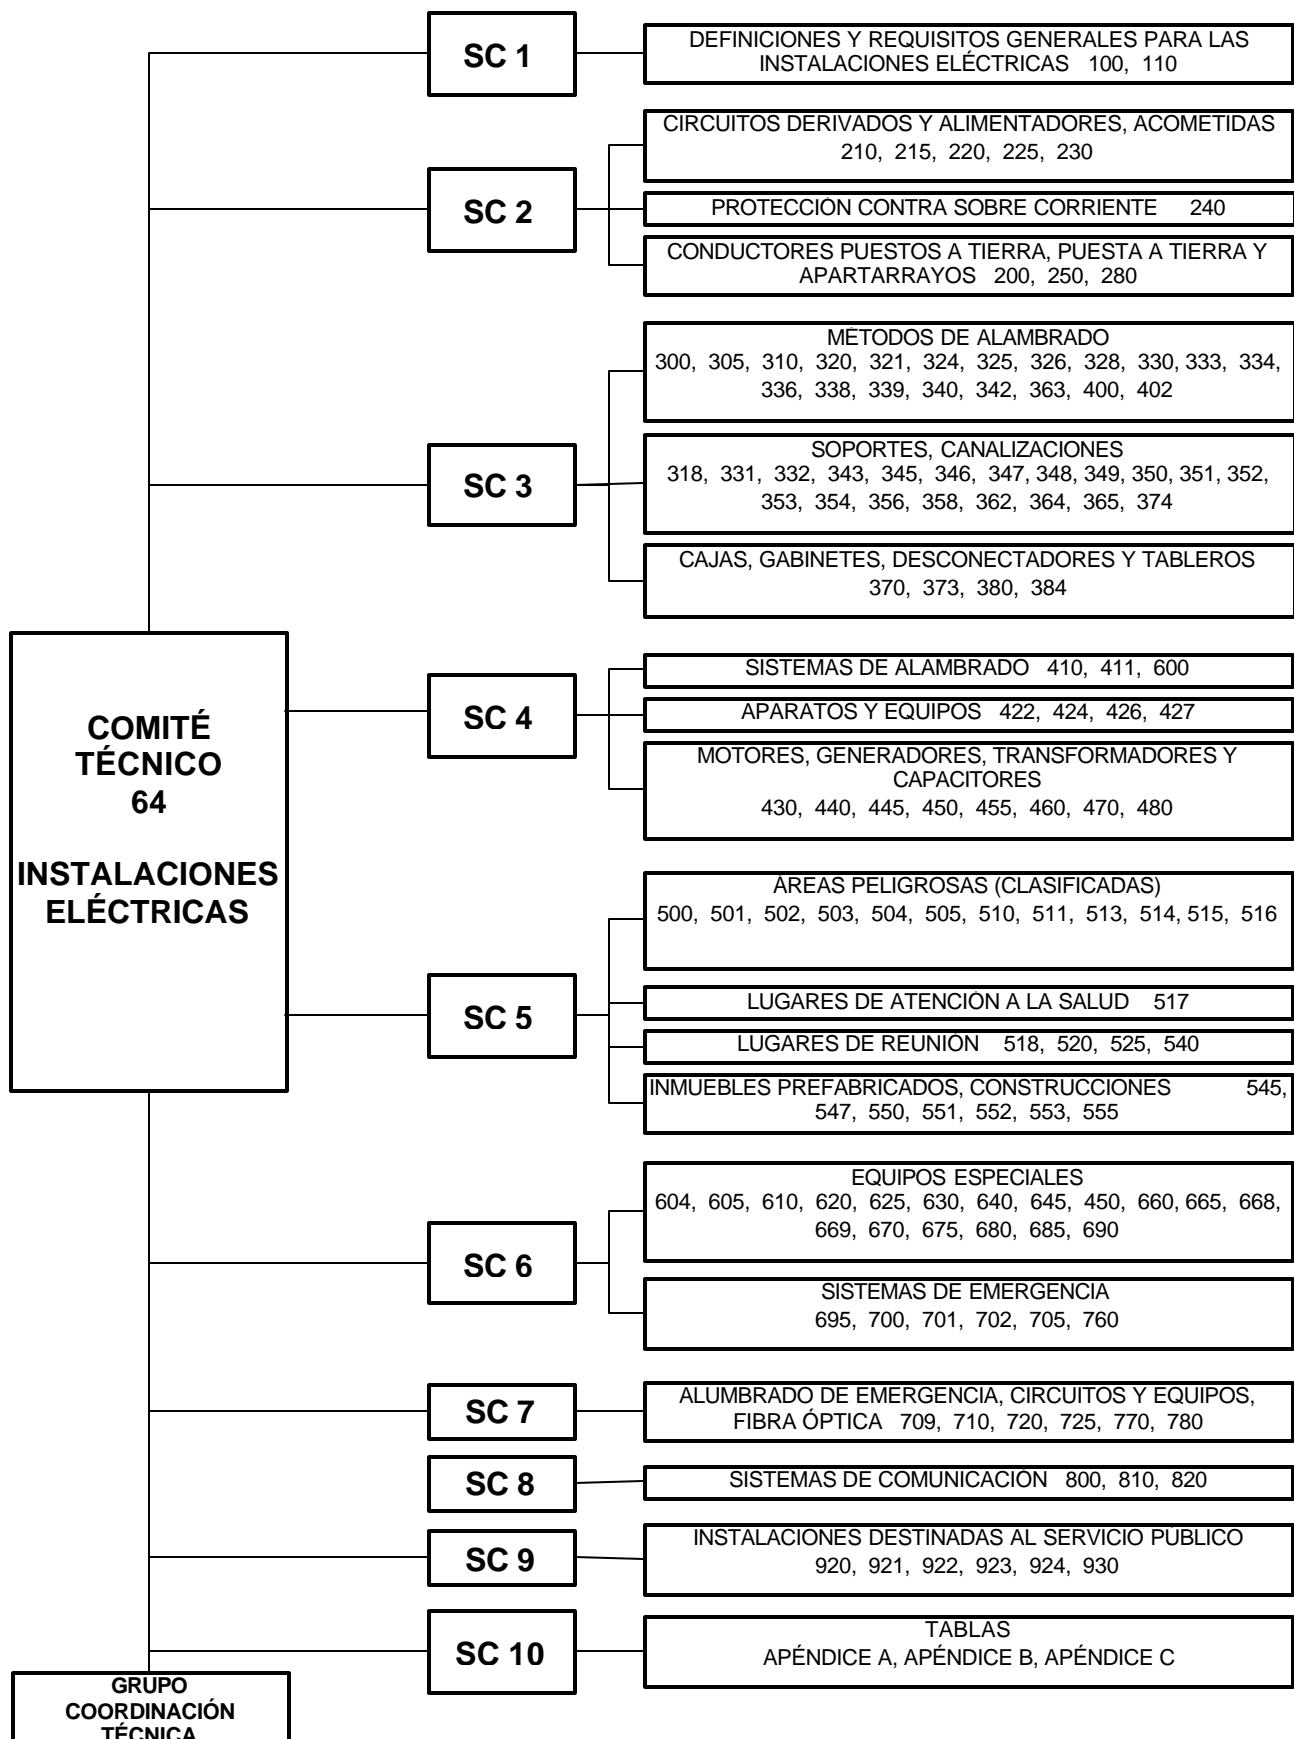 SC 1
DEFINICIONES Y REQUISITOS GENERALES PARA LAS
INSTALACIONES ELÉCTRICAS 100, 110
SC 2
CIRCUITOS DERIVADOS Y ALIMENTADORES, ACOMETIDAS
210, 215, 220, 225, 230
PROTECCIÓN CONTRA SOBRE CORRIENTE 240
CONDUCTORES PUESTOS A TIERRA, PUESTA A TIERRA Y
APARTARRAYOS 200, 250, 280
SC 3
MÉTODOS DE ALAMBRADO
300, 305, 310, 320, 321, 324, 325, 326, 328, 330, 333, 334,
336, 338, 339, 340, 342, 363, 400, 402
SOPORTES, CANALIZACIONES
318, 331, 332, 343, 345, 346, 347, 348, 349, 350, 351, 352,
353, 354, 356, 358, 362, 364, 365, 374
CAJAS, GABINETES, DESCONECTADORES Y TABLEROS
370, 373, 380, 384
COMITÉ
TÉCNICO
64
INSTALACIONES
ELÉCTRICAS
SC 4
SISTEMAS DE ALAMBRADO 410, 411, 600
APARATOS Y EQUIPOS 422, 424, 426, 427
MOTORES, GENERADORES, TRANSFORMADORES Y
CAPACITORES
430, 440, 445, 450, 455, 460, 470, 480
SC 5
ÁREAS PELIGROSAS (CLASIFICADAS)
500, 501, 502, 503, 504, 505, 510, 511, 513, 514, 515, 516
LUGARES DE ATENCIÓN A LA SALUD 517
LUGARES DE REUNIÓN 518, 520, 525, 540
INMUEBLES PREFABRICADOS, CONSTRUCCIONES 545,
547, 550, 551, 552, 553, 555
SC 6
EQUIPOS ESPECIALES
604, 605, 610, 620, 625, 630, 640, 645, 450, 660, 665, 668,
669, 670, 675, 680, 685, 690
SISTEMAS DE EMERGENCIA
695, 700, 701, 702, 705, 760
SC 7
ALUMBRADO DE EMERGENCIA, CIRCUITOS Y EQUIPOS,
FIBRA ÓPTICA 709, 710, 720, 725, 770, 780
SC 8
SISTEMAS DE COMUNICACIÓN 800, 810, 820
SC 9
INSTALACIONES DESTINADAS AL SERVICIO PÚBLICO
920, 921, 922, 923, 924, 930
SC 10
TABLAS
APÉNDICE A, APÉNDICE B, APÉNDICE C
GRUPO
COORDINACIÓN
TÉCNICA